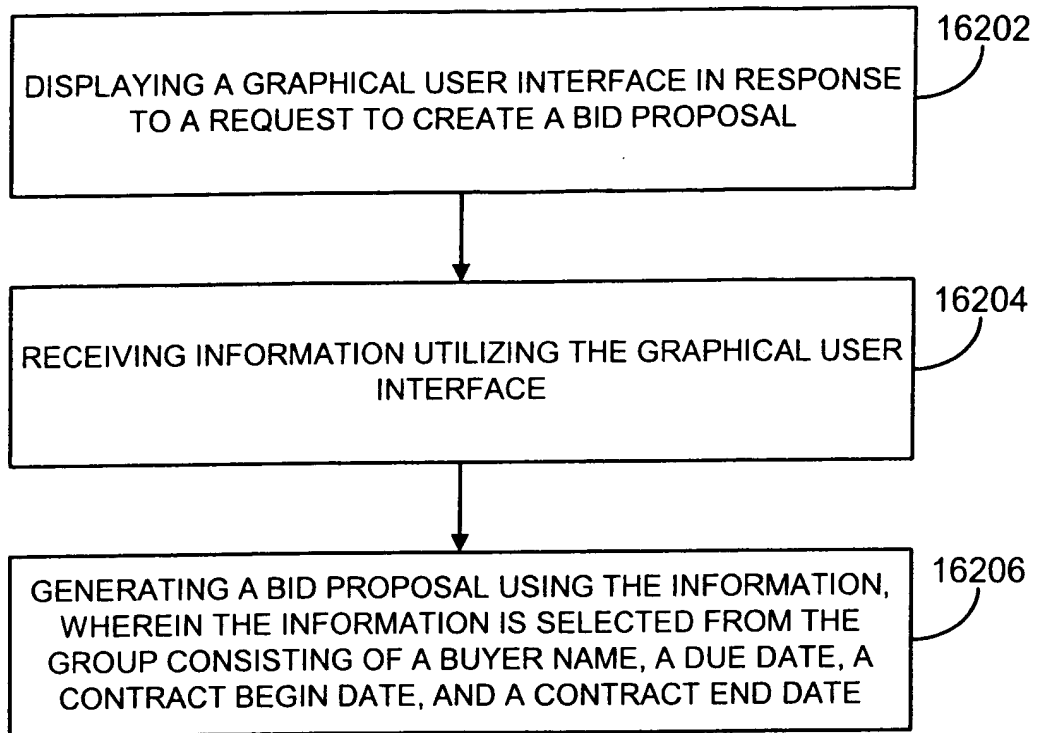 16202
DISPLAYING A GRAPHICAL USER INTERFACE IN RESPONSE
TO A REQUEST TO CREATE A BID PROPOSAL
16204
RECEIVING INFORMATION UTILIZING THE GRAPHICAL USER
INTERFACE
16206
GENERATING A BID PROPOSAL USING THE INFORMATION,
WHEREIN THE INFORMATION IS SELECTED FROM THE
GROUP CONSISTING OF A BUYER NAME, A DUE DATE, A
CONTRACT BEGIN DATE, AND A CONTRACT END DATE